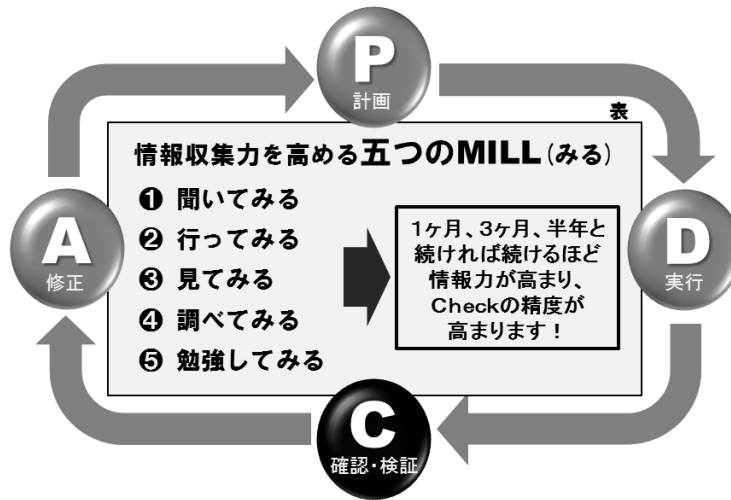 P
計画
表
情報収集力を高める五つのMILL(みる)
❶ 聞いてみる
❷ 行ってみる
❸ 見てみる
❹ 調べてみる
❺ 勉強してみる
1ヶ月、3ヶ月、半年と
続ければ続けるほど
情報力が高まり、
Checkの精度が
高まります！
A
修正
D
実行
C
確認・検証